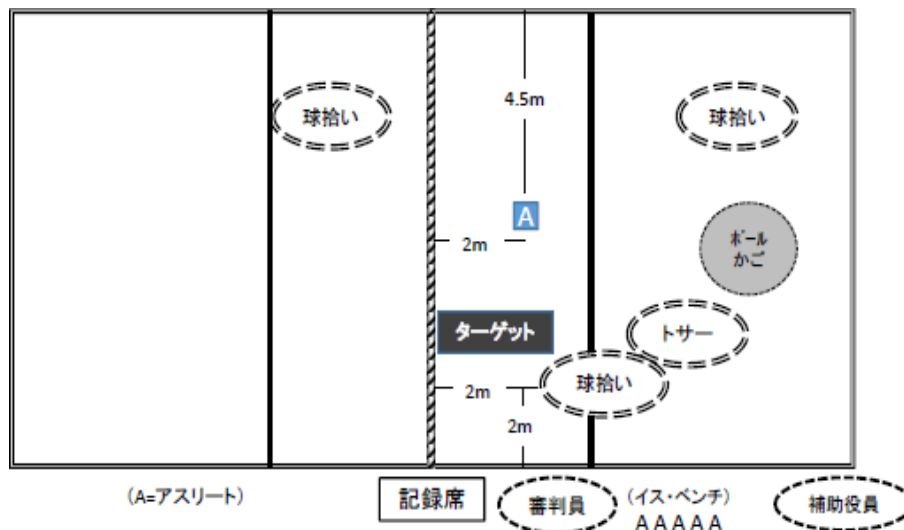 球拾い
4.5m
球拾い
A
2m
ﾎﾞｰﾙ
かご
ターゲット
トサー
2m
球拾い
2m
(A=アスリート)
記録席
審判員
(イス・ベンチ)
A A A A A
補助役員